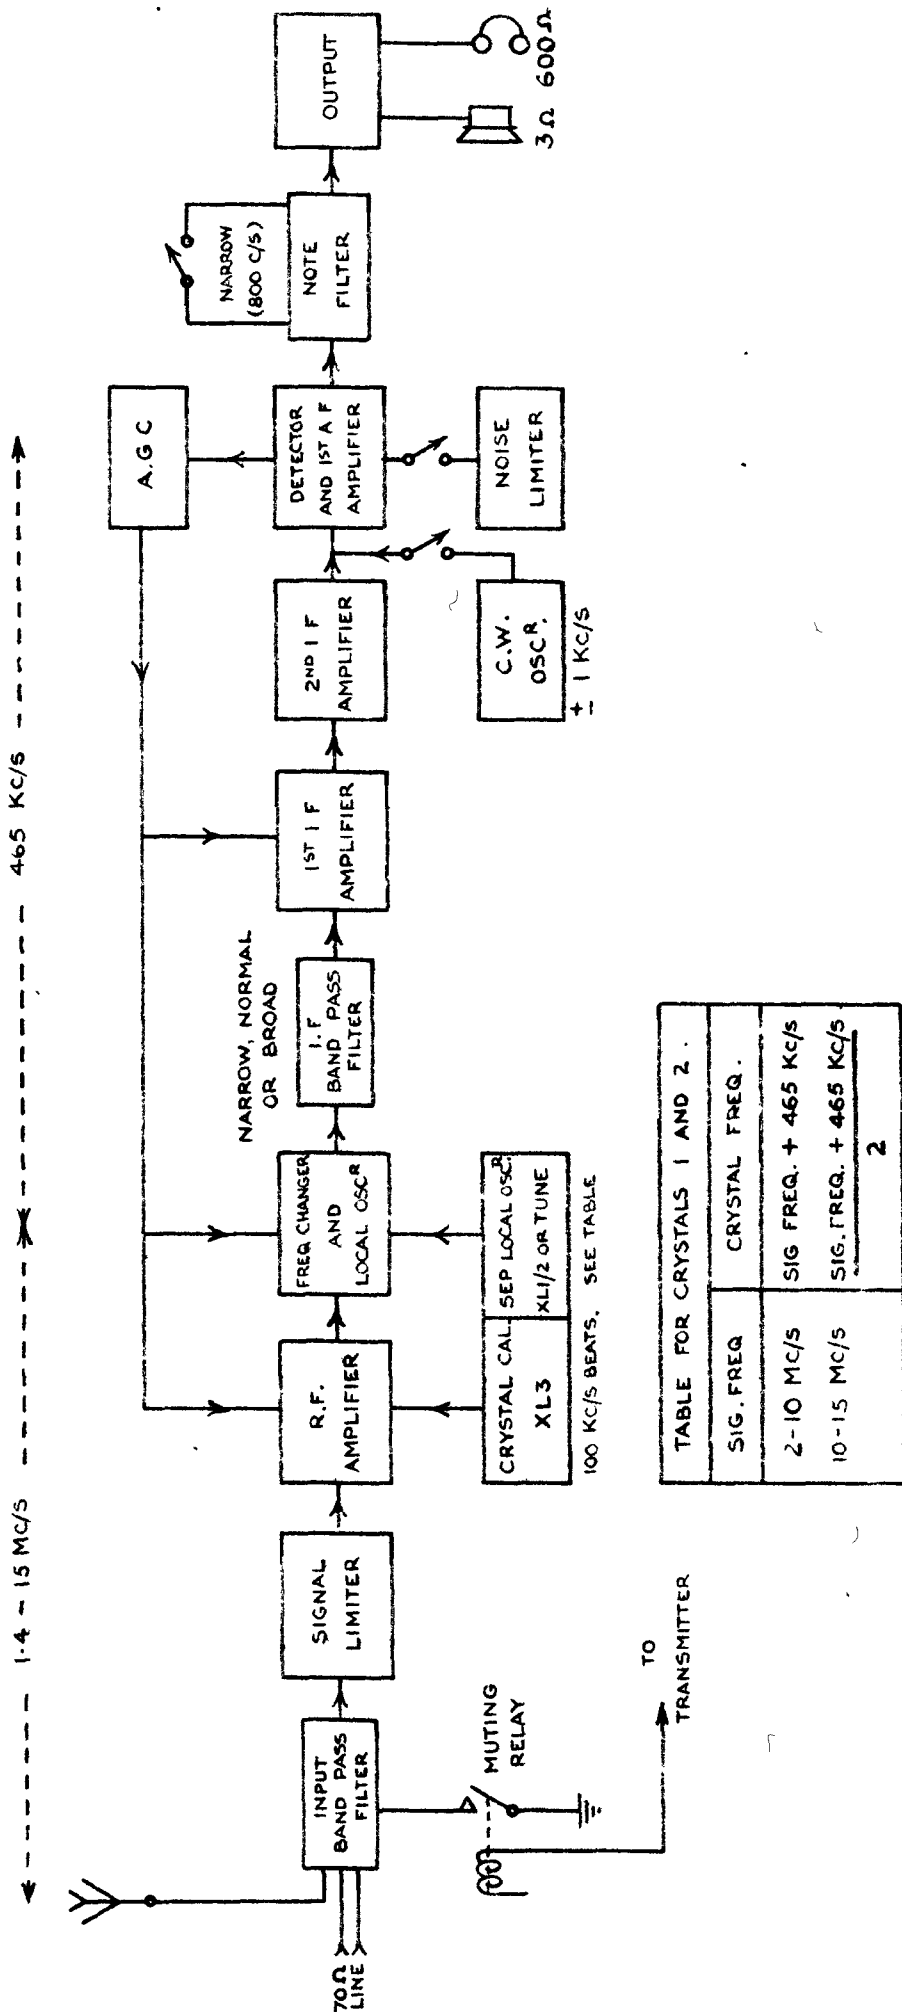 1·4 – 15 MC/S
465 KC/S
70Ω
LINE
INPUT
BAND PASS
FILTER
MUTING
RELAY
TO
TRANSMITTER
SIGNAL
LIMITER
R.F.
AMPLIFIER
CRYSTAL CAL.
XL3
100 KC/S BEATS.
FREQ CHANGER
AND
LOCAL OSCR
SEP LOCAL OSCR.
XL1/2 OR TUNE
SEE TABLE
NARROW, NORMAL
OR BROAD
I.F
BAND PASS
FILTER
1ST I F
AMPLIFIER
2ND I F
AMPLIFIER
C.W.
OSCR.
± 1 KC/S
A.G C
DETECTOR
AND 1ST A F
AMPLIFIER
NOISE
LIMITER
NARROW
(800 C/S)
NOTE
FILTER
OUTPUT
3Ω 600Ω
TABLE FOR CRYSTALS 1 AND 2.
SIG. FREQ CRYSTAL FREQ.
2-10 MC/S SIG FREQ. + 465 KC/S
10-15 MC/S SIG. FREQ. + 465 KC/S
2